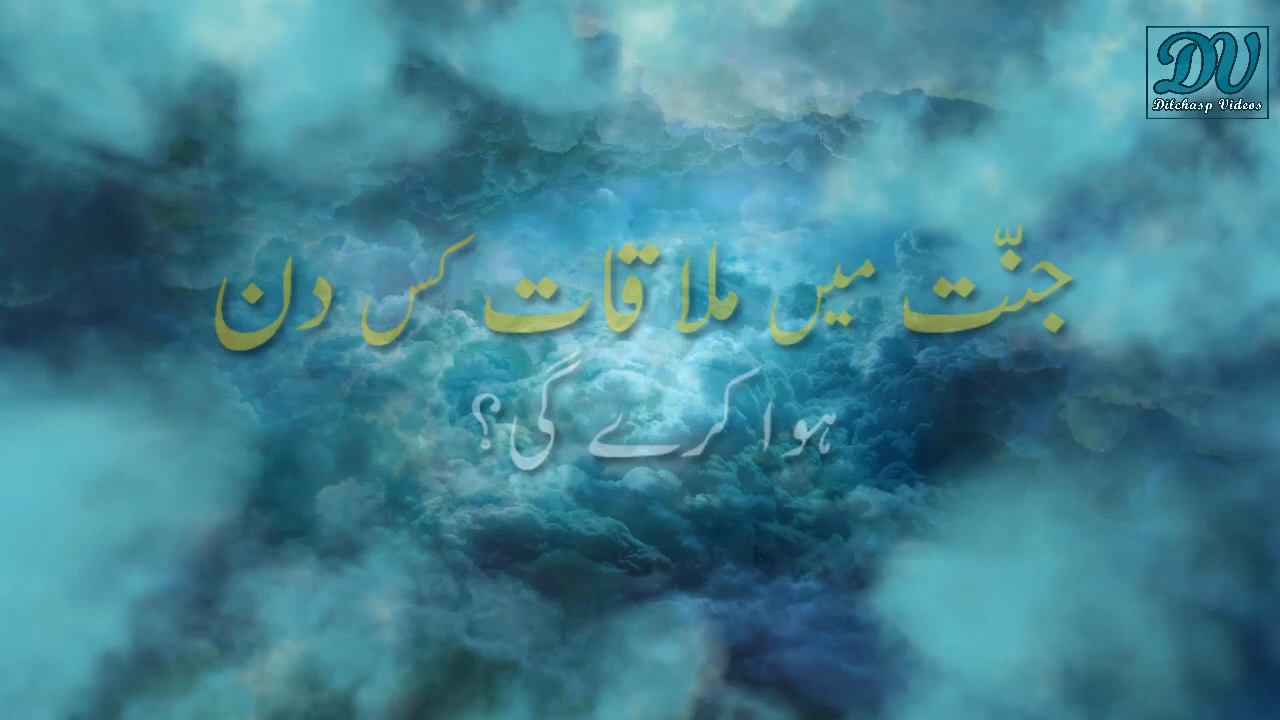 DV
Dilchasp Videos
جنّت میں ملاقات کس دن
ہوا کرے گی؟